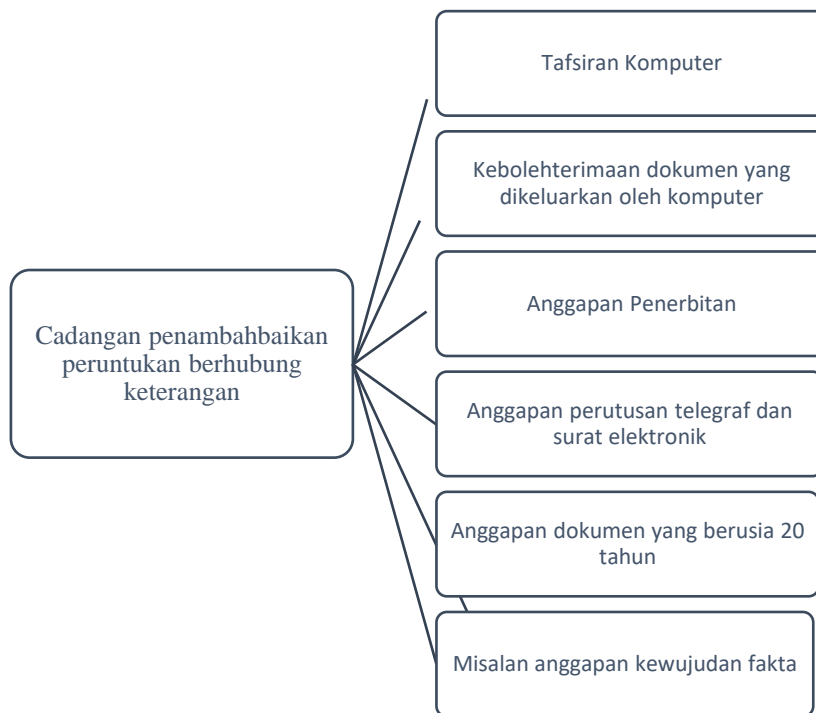 Cadangan penambahbaikan
peruntukan berhubung
keterangan
Tafsiran Komputer
Kebolehterimaan dokumen yang
dikeluarkan oleh komputer
Anggapan Penerbitan
Anggapan perutusan telegraf dan
surat elektronik
Anggapan dokumen yang berusia 20
tahun
Misalan anggapan kewujudan fakta